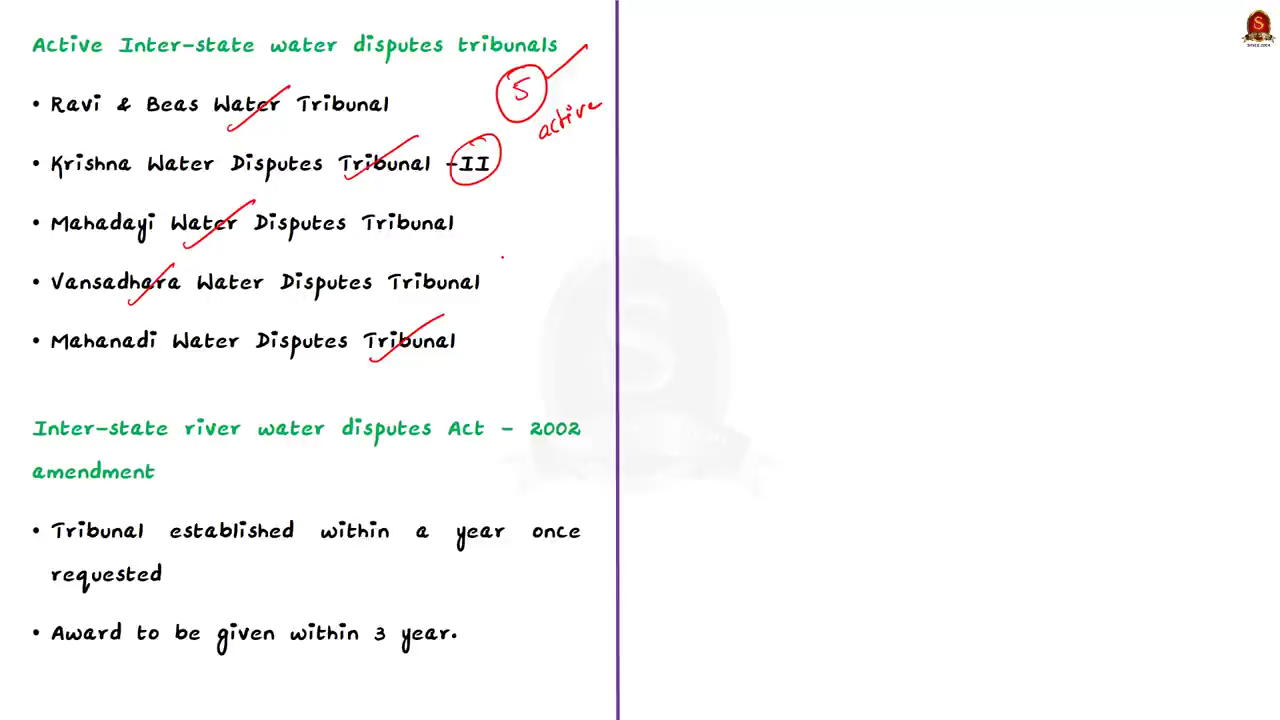 Active Inter-state water disputes tribunals
• Ravi & Beas Water Tribunal
5
active
• Krishna Water Disputes Tribunal -II
• Mahadayi Water Disputes Tribunal
• Vansadhara Water Disputes Tribunal
• Mahanadi Water Disputes Tribunal
Inter-state river water disputes Act - 2002
amendment
• Tribunal established within a year once
requested
• Award to be given within 3 year.